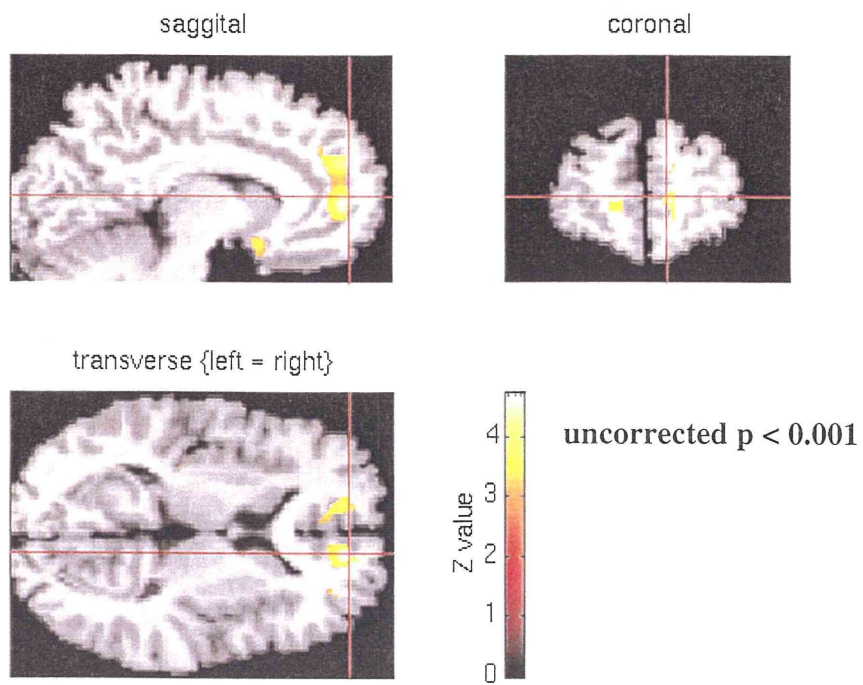 saggital
coronal
transverse {left = right}
4
3
2
1
0
Z value
uncorrected p < 0.001